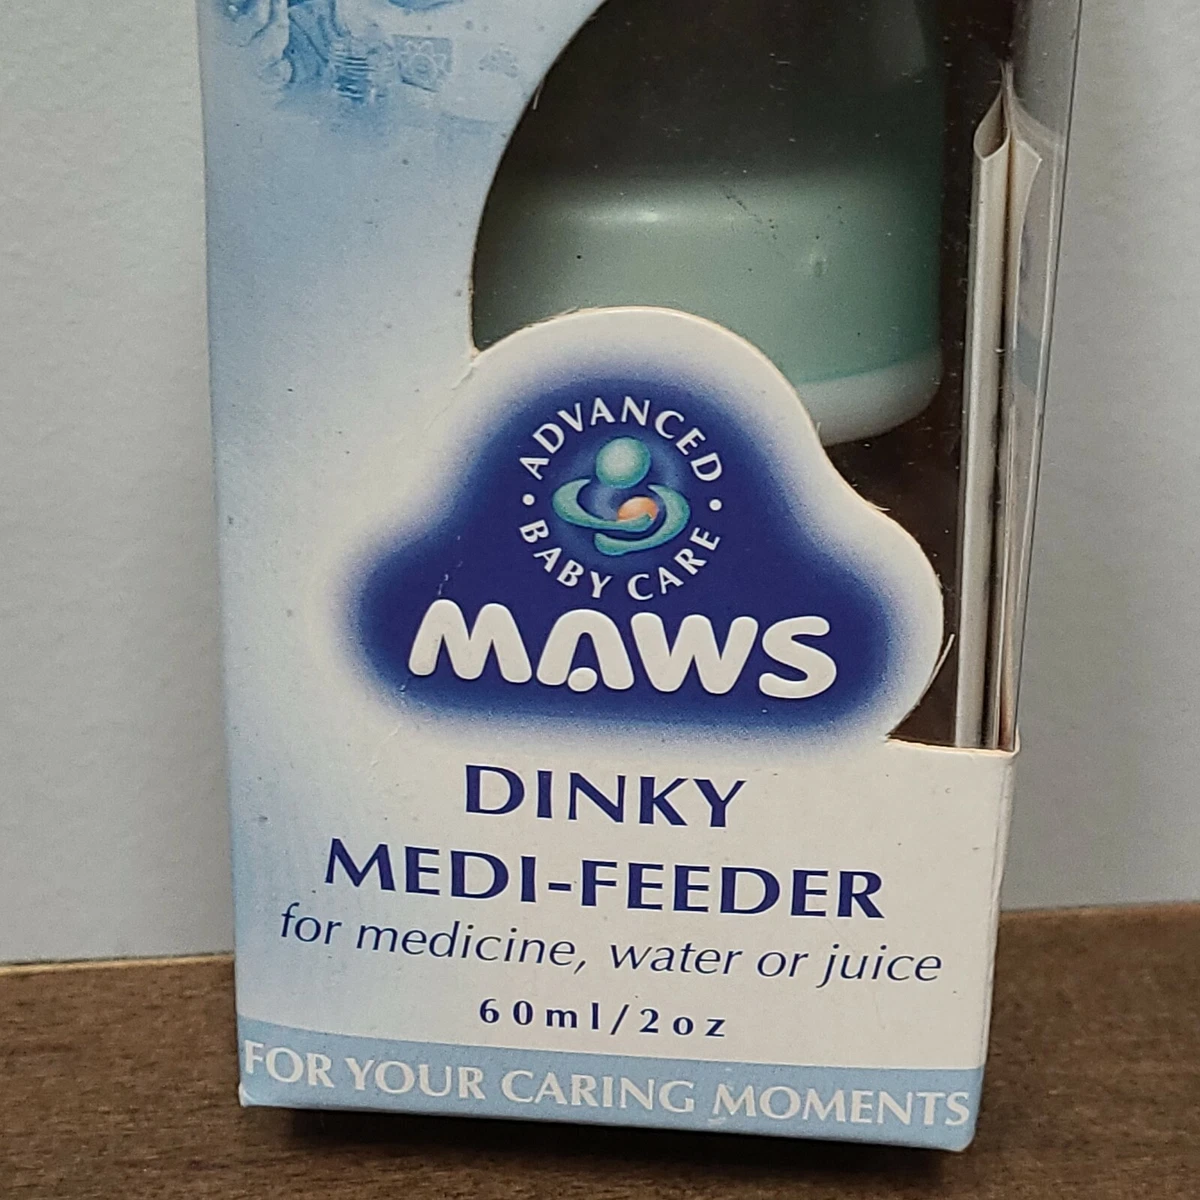 ADVANCED
• BABY CARE •
MAWS
DINKY
MEDI-FEEDER
for medicine, water or juice
60ml/2oz
FOR YOUR CARING MOMENTS